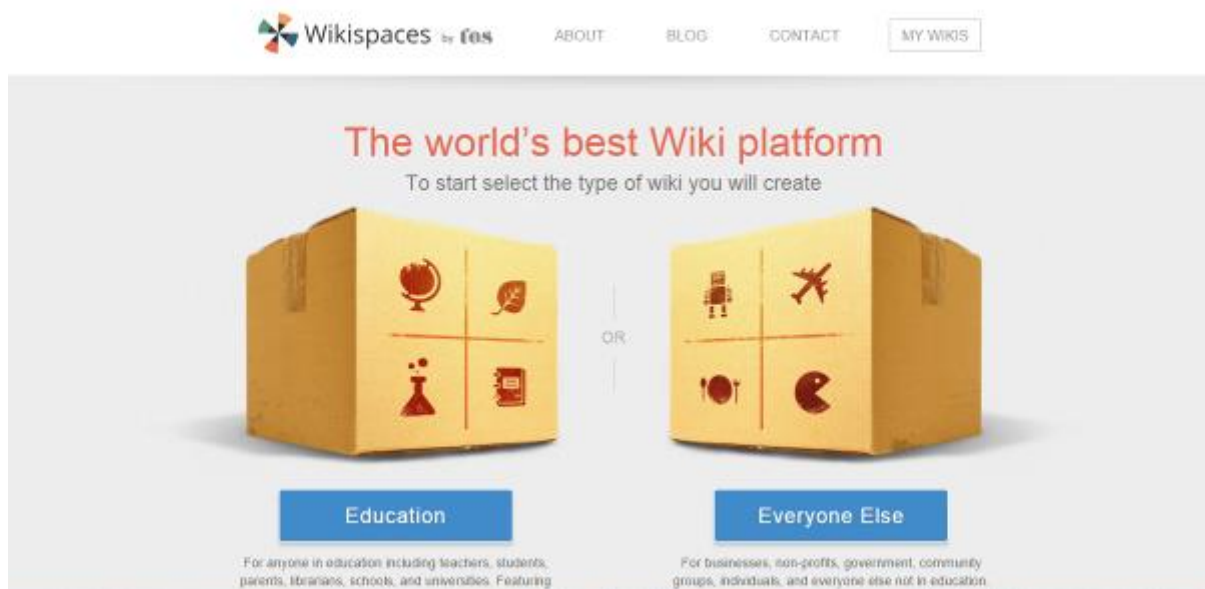 Wikispaces by fos
ABOUT
BLOG
CONTACT
MY WIKIS
The world's best Wiki platform
To start select the type of wiki you will create
OR
Education
Everyone Else
For anyone in education including teachers, students,
parents, librarians, schools, and universities. Featuring
For businesses, non-profits, government, community
groups, individuals, and everyone else not in education